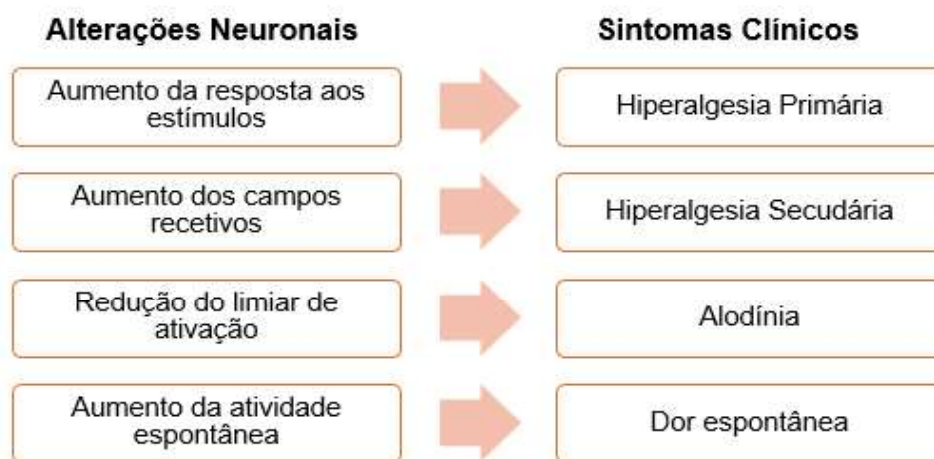 Alterações Neuronais
Sintomas Clínicos
Aumento da resposta aos
estímulos
Hiperalgesia Primária
Aumento dos campos
recetivos
Hiperalgesia Secudária
Redução do limiar de
ativação
Alodínia
Aumento da atividade
espontânea
Dor espontânea